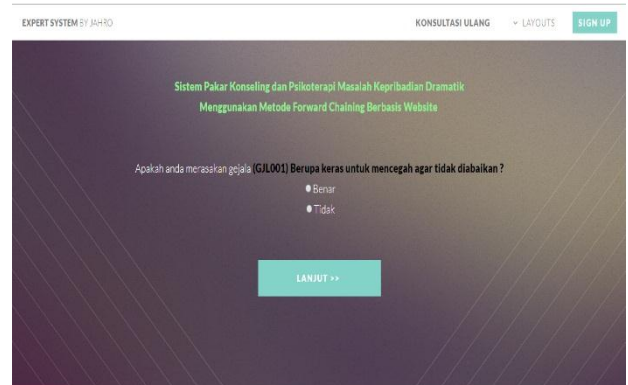 EXPERT SYSTEM BY JAHRO
KONSULTASI ULANG
LAYOUTS
SIGN UP
Sistem Pakar Konseling dan Psikoterapi Masalah Kepribadian Dramatik
Menggunakan Metode Forward Chaining Berbasis Website
Apakah anda merasakan gejala (GJL001) Berupa keras untuk mencegah agar tidak diabaikan ?
Benar
Tidak
LANJUT >>